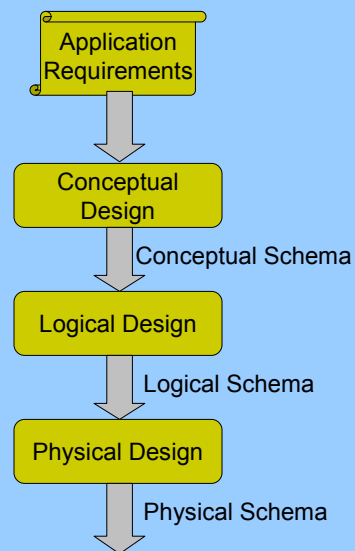 Application
Requirements
Conceptual
Design
Conceptual Schema
Logical Design
Logical Schema
Physical Design
Physical Schema